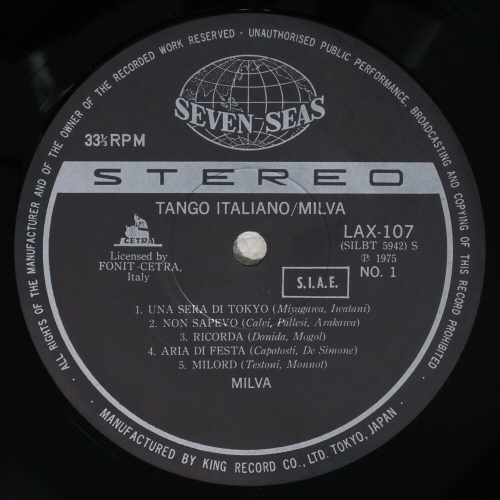 ALL RIGHTS OF THE MANUFACTURER AND OF THE OWNER OF THE RECORDED WORK RESERVED · UNAUTHORISED PUBLIC PERFORMANCE, BROADCASTING AND COPYING OF THIS RECORD PROHIBITED ·
SEVEN SEAS
33⅓ RPM
STEREO
TANGO ITALIANO/MILVA
CETRA
Licensed by
FONIT-CETRA,
Italy
LAX-107
(SILBT 5942) S
℗ 1975
NO. 1
S.I.A.E.
1. UNA SERA DI TOKYO (Miyagawa, Iwatani)
2. NON SAPEVO (Calvi, Pallesi, Arakawa)
3. RICORDA (Donida, Mogol)
4. ARIA DI FESTA (Capotosti, De Simone)
5. MILORD (Testoni, Monnot)
MILVA
· MANUFACTURED BY KING RECORD CO., LTD. TOKYO, JAPAN ·